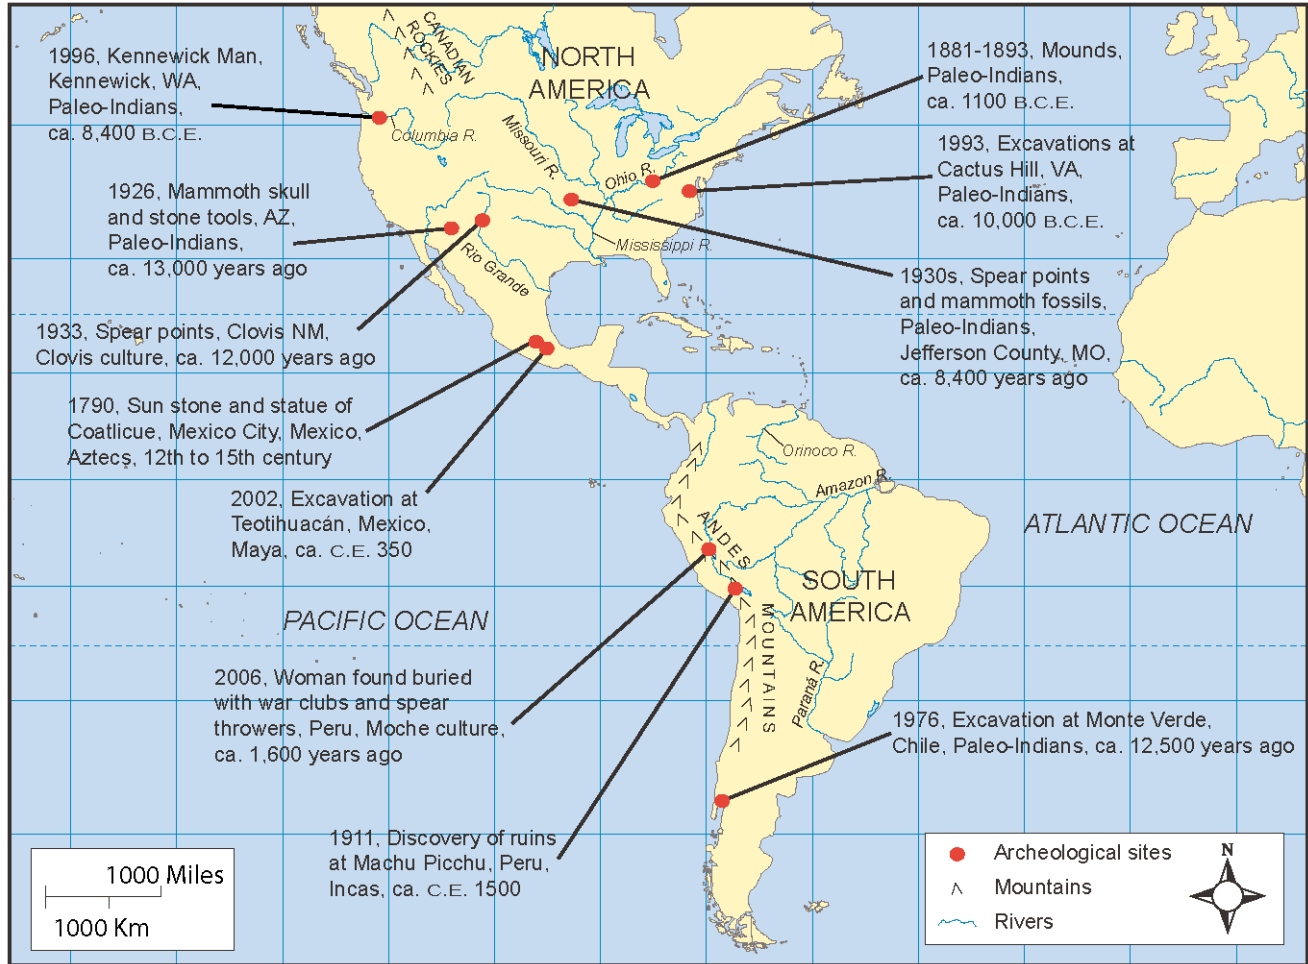 1996, Kennewick Man,
Kennewick, WA,
Paleo-Indians,
ca. 8,400 B.C.E.
CANADIAN
ROCKIES
NORTH
AMERICA
1881-1893, Mounds,
Paleo-Indians,
ca. 1100 B.C.E.
Columbia R.
Missouri R.
Ohio R.
1993, Excavations at
Cactus Hill, VA,
Paleo-Indians,
ca. 10,000 B.C.E.
1926, Mammoth skull
and stone tools, AZ,
Paleo-Indians,
ca. 13,000 years ago
Rio Grande
Mississippi R.
1930s, Spear points
and mammoth fossils,
Paleo-Indians,
Jefferson County, MO,
ca. 8,400 years ago
1933, Spear points, Clovis NM,
Clovis culture, ca. 12,000 years ago
1790, Sun stone and statue of
Coatlicue, Mexico City, Mexico,
Aztecs, 12th to 15th century
2002, Excavation at
Teotihuacán, Mexico,
Maya, ca. C.E. 350
Orinoco R.
Amazon R.
ATLANTIC OCEAN
ANDES
MOUNTAINS
SOUTH
AMERICA
PACIFIC OCEAN
Paraná R.
2006, Woman found buried
with war clubs and spear
throwers, Peru, Moche culture,
ca. 1,600 years ago
1976, Excavation at Monte Verde,
Chile, Paleo-Indians, ca. 12,500 years ago
1911, Discovery of ruins
at Machu Picchu, Peru,
Incas, ca. C.E. 1500
1000 Miles
1000 Km
Archeological sites
Mountains
Rivers
N